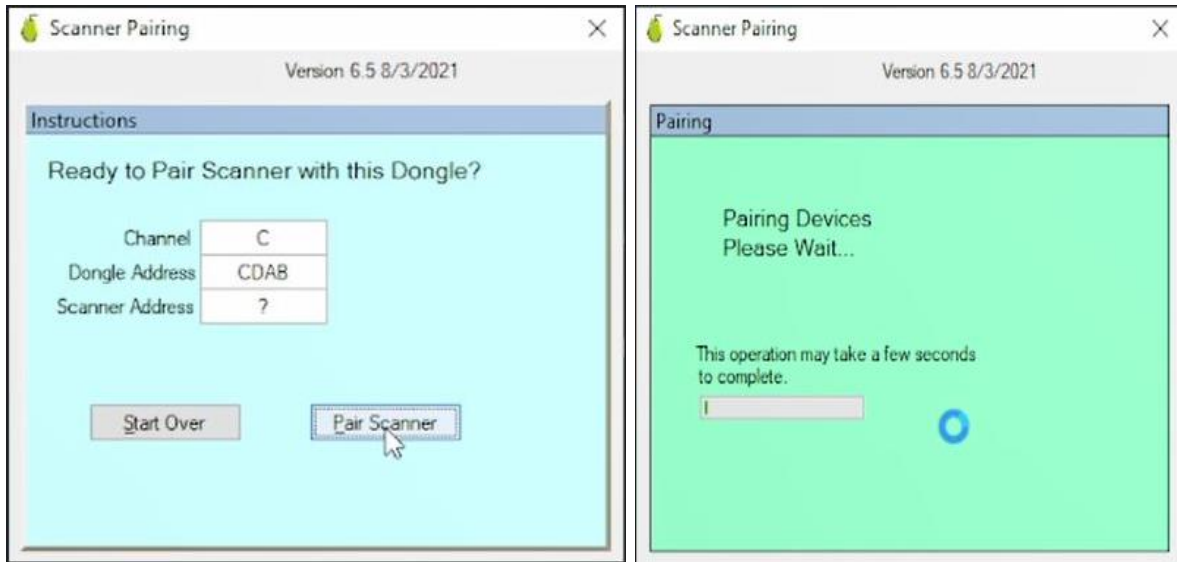 Scanner Pairing
Version 6.5 8/3/2021
Instructions
Ready to Pair Scanner with this Dongle?
Channel C
Dongle Address CDAB
Scanner Address ?
Start Over Pair Scanner
Scanner Pairing
Version 6.5 8/3/2021
Pairing
Pairing Devices
Please Wait...
This operation may take a few seconds
to complete.